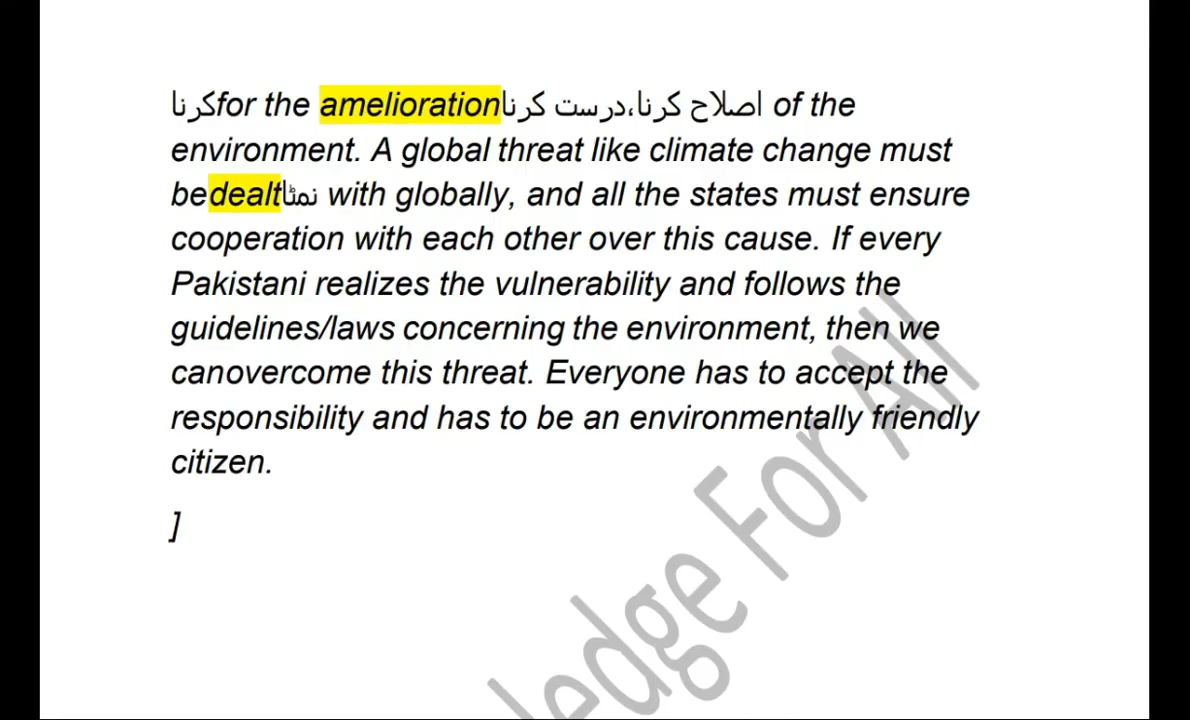 کرناfor the ameliorationاصلاح کرنا،درست کرنا of the
environment. A global threat like climate change must
bedealtنمٹا with globally, and all the states must ensure
cooperation with each other over this cause. If every
Pakistani realizes the vulnerability and follows the
guidelines/laws concerning the environment, then we
canovercome this threat. Everyone has to accept the
responsibility and has to be an environmentally friendly
citizen.
]
edge For All